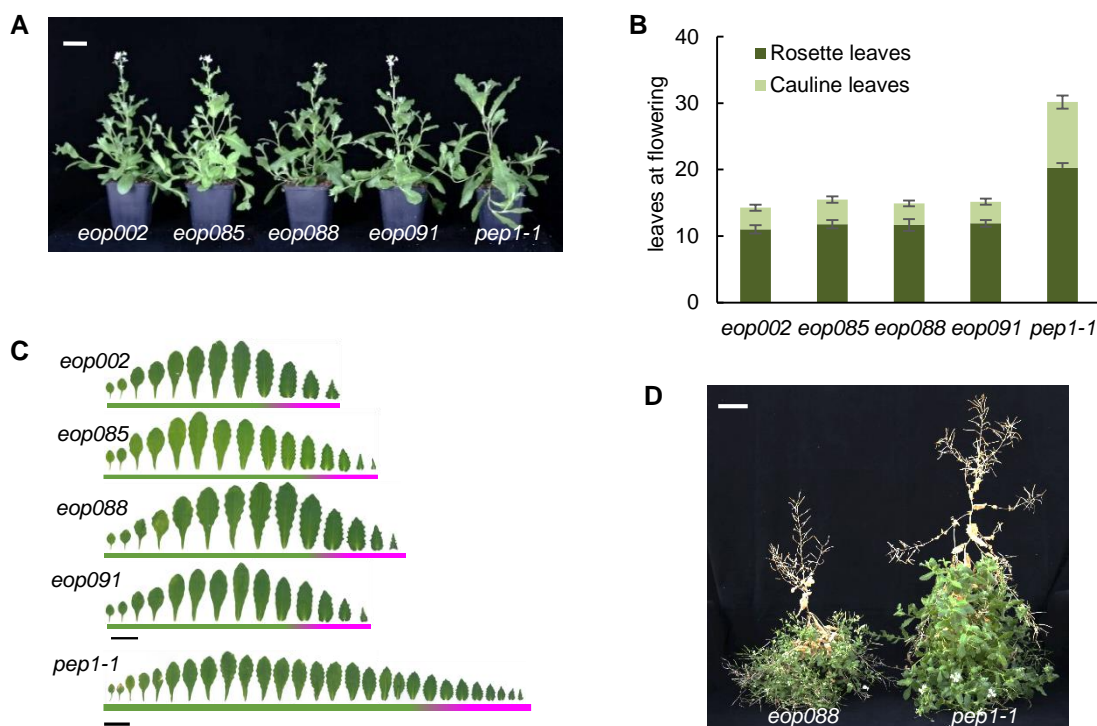 A
eop002 eop085 eop088 eop091 pep1-1
B
40
30
20
10
0
leaves at flowering
Rosette leaves
Cauline leaves
eop002 eop085 eop088 eop091 pep1-1
C
eop002
eop085
eop088
eop091
pep1-1
D
eop088 pep1-1